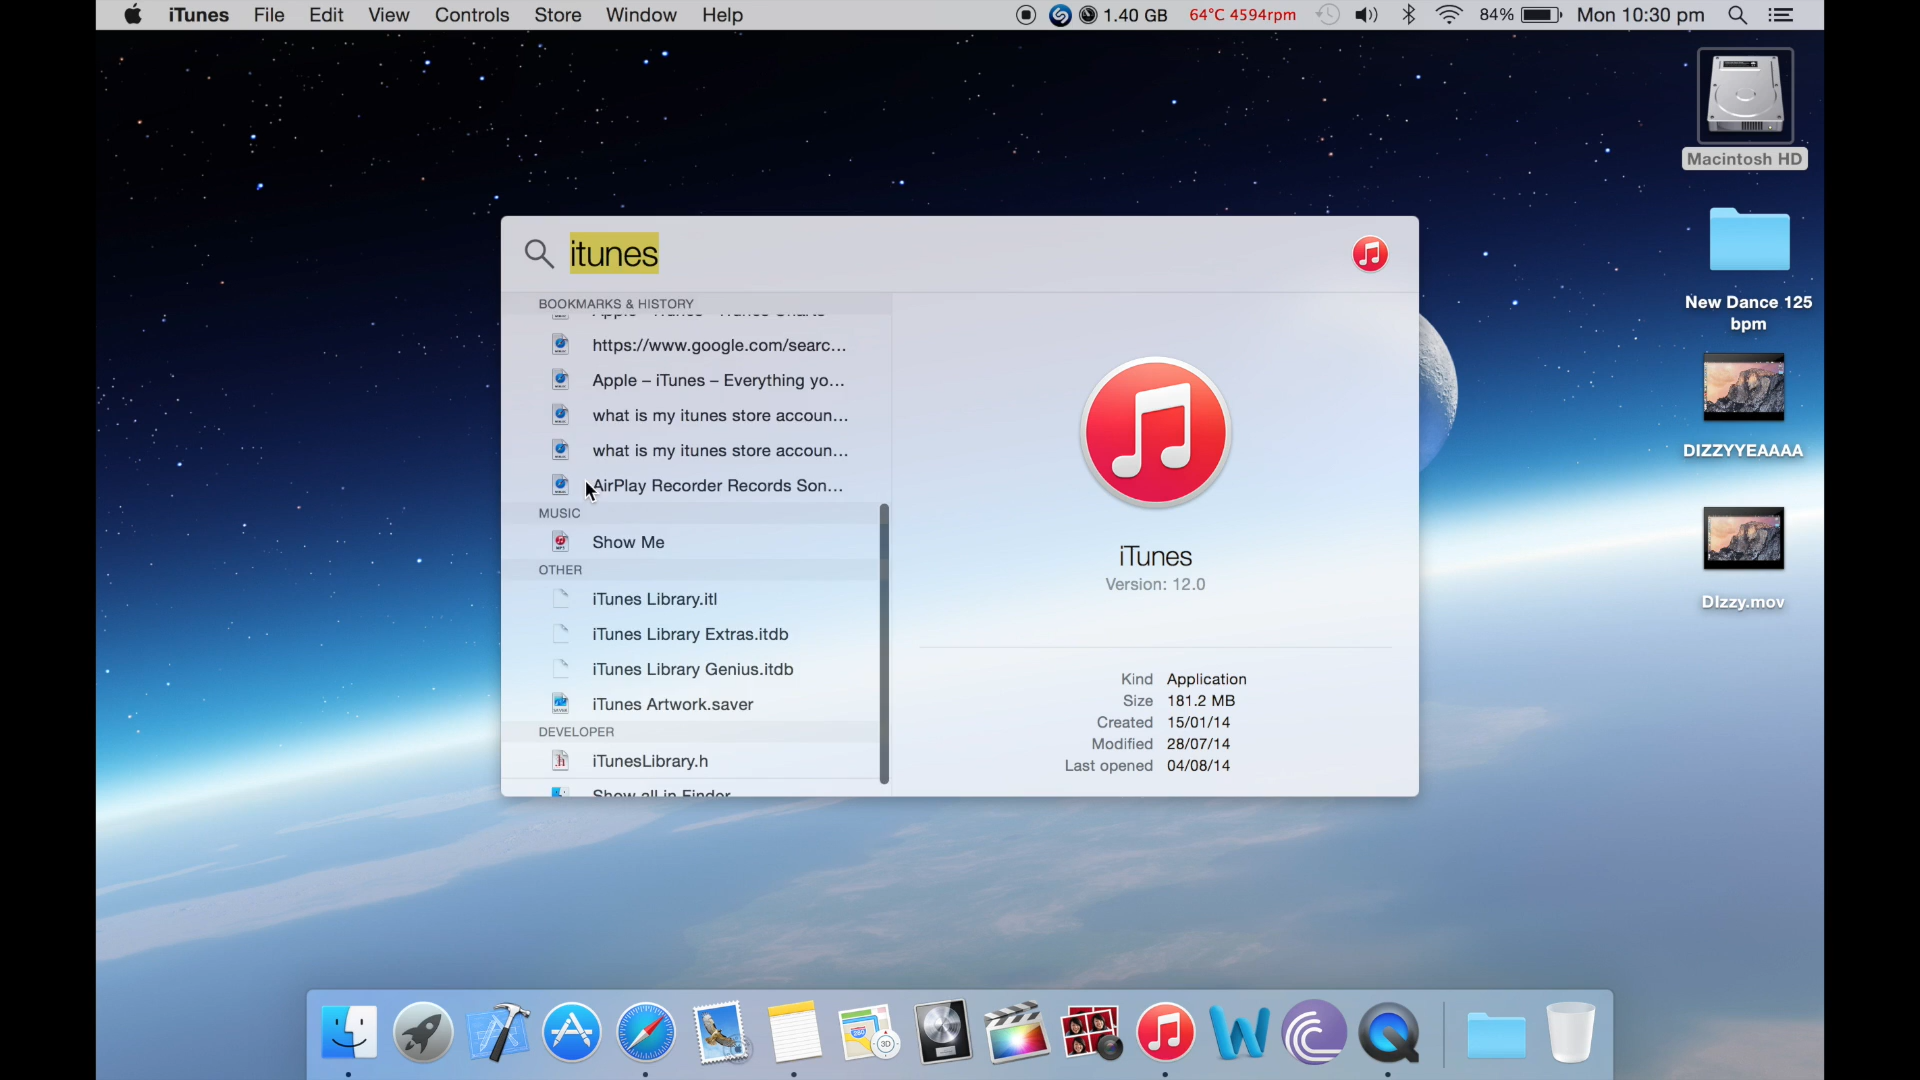 iTunes File Edit View Controls Store Window Help 1.40 GB 64°C 4594rpm 84% Mon 10:30 pm
Macintosh HD
New Dance 125
bpm
DIZZYYEAAAA
DIzzy.mov
itunes
BOOKMARKS & HISTORY
https://www.google.com/searc...
Apple – iTunes – Everything yo...
what is my itunes store accoun...
what is my itunes store accoun...
AirPlay Recorder Records Son...
MUSIC
Show Me
OTHER
iTunes Library.itl
iTunes Library Extras.itdb
iTunes Library Genius.itdb
iTunes Artwork.saver
DEVELOPER
iTunesLibrary.h
Show all in Finder
iTunes
Version: 12.0
Kind Application
Size 181.2 MB
Created 15/01/14
Modified 28/07/14
Last opened 04/08/14